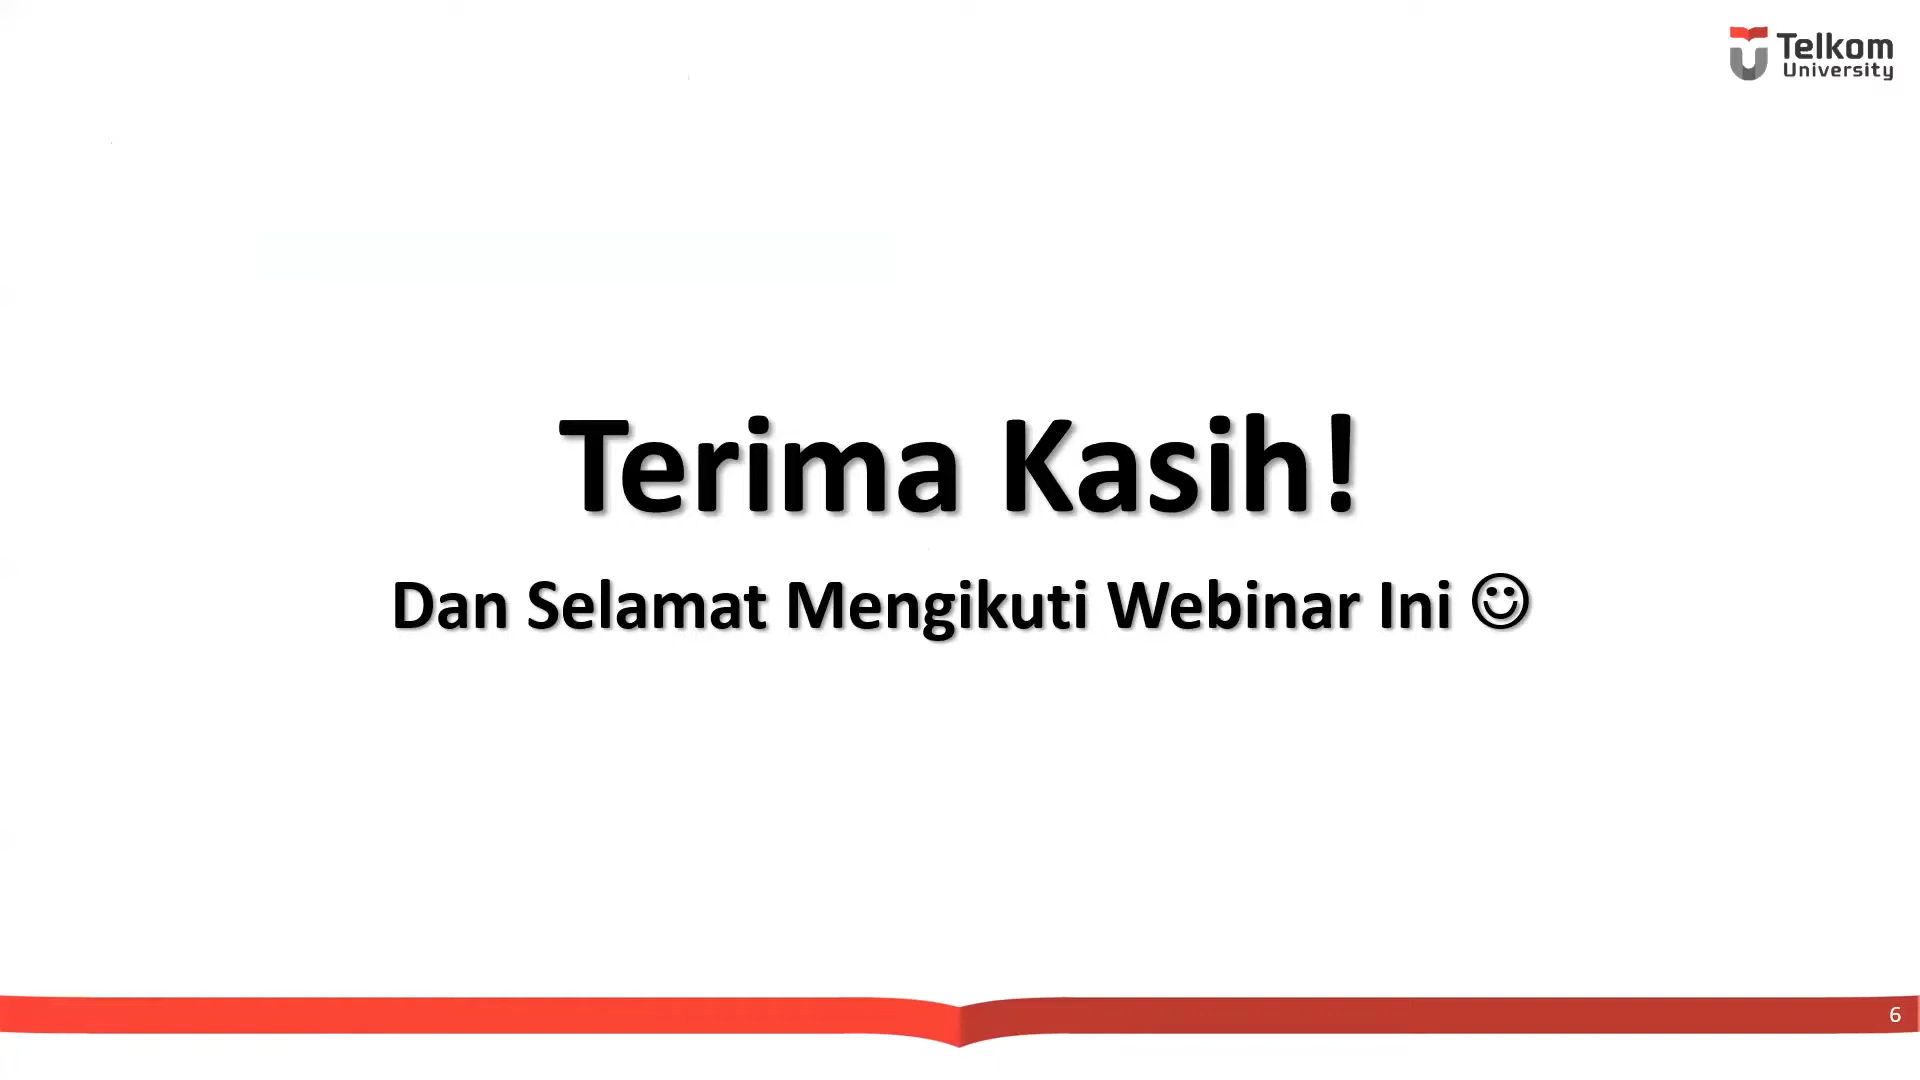 Telkom
University
Terima Kasih!
Dan Selamat Mengikuti Webinar Ini ☺
6